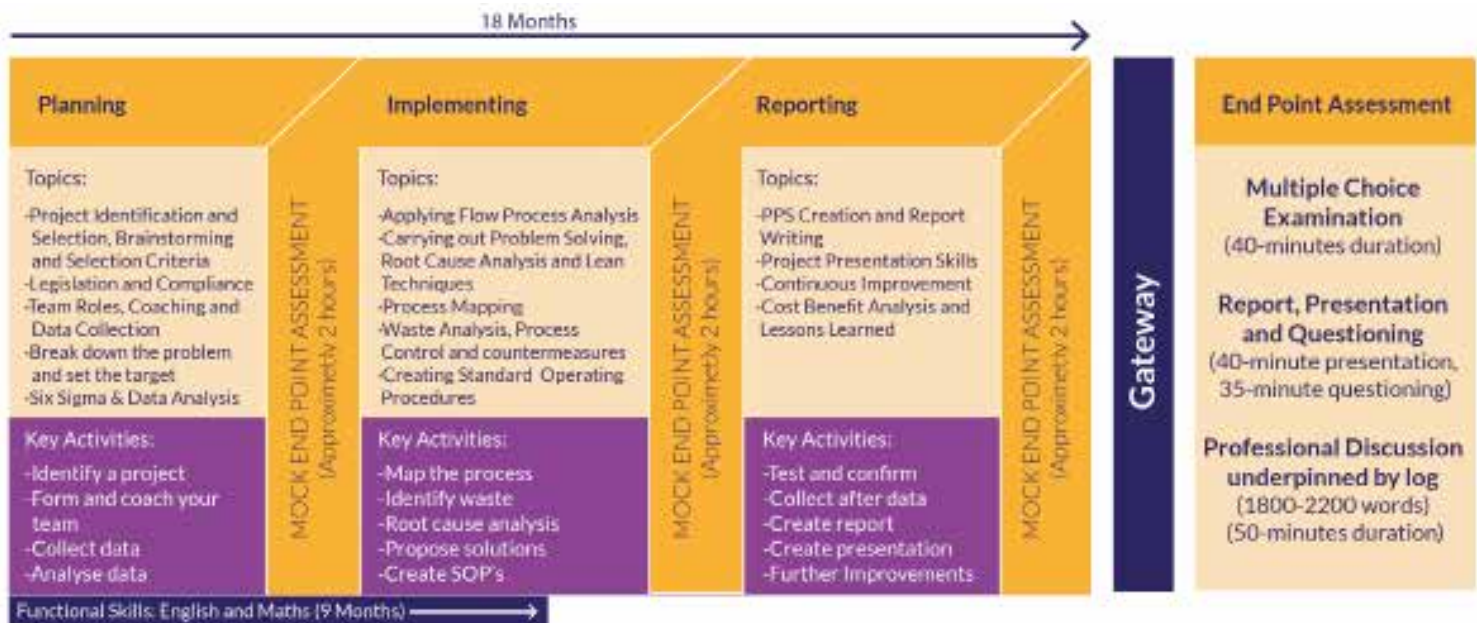 18 Months
Planning
Topics:
-Project Identification and
Selection, Brainstorming
and Selection Criteria
-Legislation and Compliance
-Team Roles, Coaching and
Data Collection
-Break down the problem
and set the target
-Six Sigma & Data Analysis
Key Activities:
-Identify a project
-Form and coach your
team
-Collect data
-Analyse data
MOCK END POINT ASSESSMENT
(Approximetly 2 hours)
Implementing
Topics:
-Applying Flow Process Analysis
-Carrying out Problem Solving,
Root Cause Analysis and Lean
Techniques
-Process Mapping
-Waste Analysis, Process
Control and countermeasures
-Creating Standard Operating
Procedures
Key Activities:
-Map the process
-Identify waste
-Root cause analysis
-Propose solutions
-Create SOP's
MOCK END POINT ASSESSMENT
(Approximetly 2 hours)
Reporting
Topics:
-PPS Creation and Report
Writing
-Project Presentation Skills
-Continuous Improvement
-Cost Benefit Analysis and
Lessons Learned
Key Activities:
-Test and confirm
-Collect after data
-Create report
-Create presentation
-Further Improvements
MOCK END POINT ASSESSMENT
(Approximetly 2 hours)
Functional Skills: English and Maths (9 Months)
Gateway
End Point Assessment
Multiple Choice
Examination
(40-minutes duration)
Report, Presentation
and Questioning
(40-minute presentation,
35-minute questioning)
Professional Discussion
underpinned by log
(1800-2200 words)
(50-minutes duration)